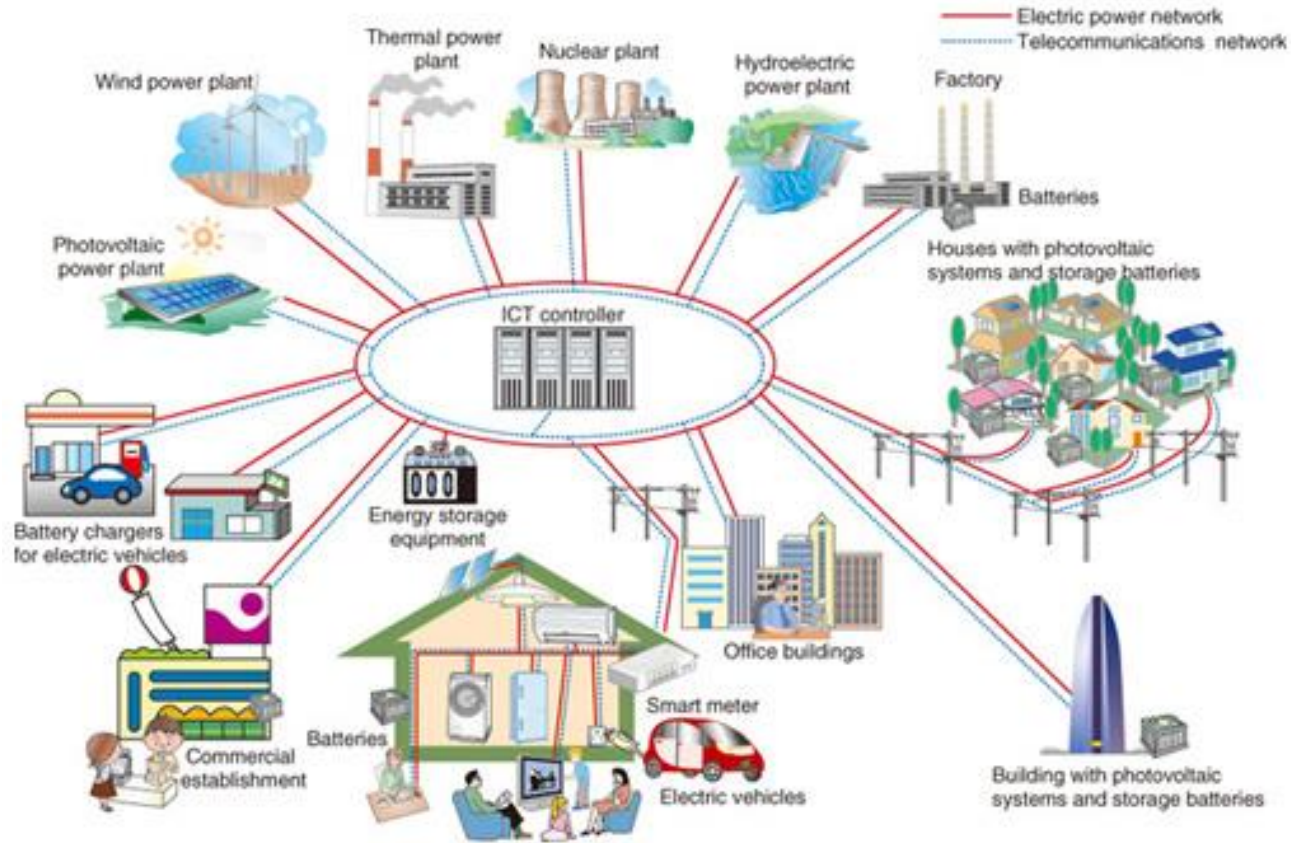 Electric power network
Telecommunications network
Thermal power
plant
Nuclear plant
Wind power plant
Hydroelectric
power plant
Factory
Batteries
Photovoltaic
power plant
Houses with photovoltaic
systems and storage batteries
ICT controller
Battery chargers
for electric vehicles
Energy storage
equipment
Office buildings
Smart meter
Batteries
Commercial
establishment
Electric vehicles
Building with photovoltaic
systems and storage batteries